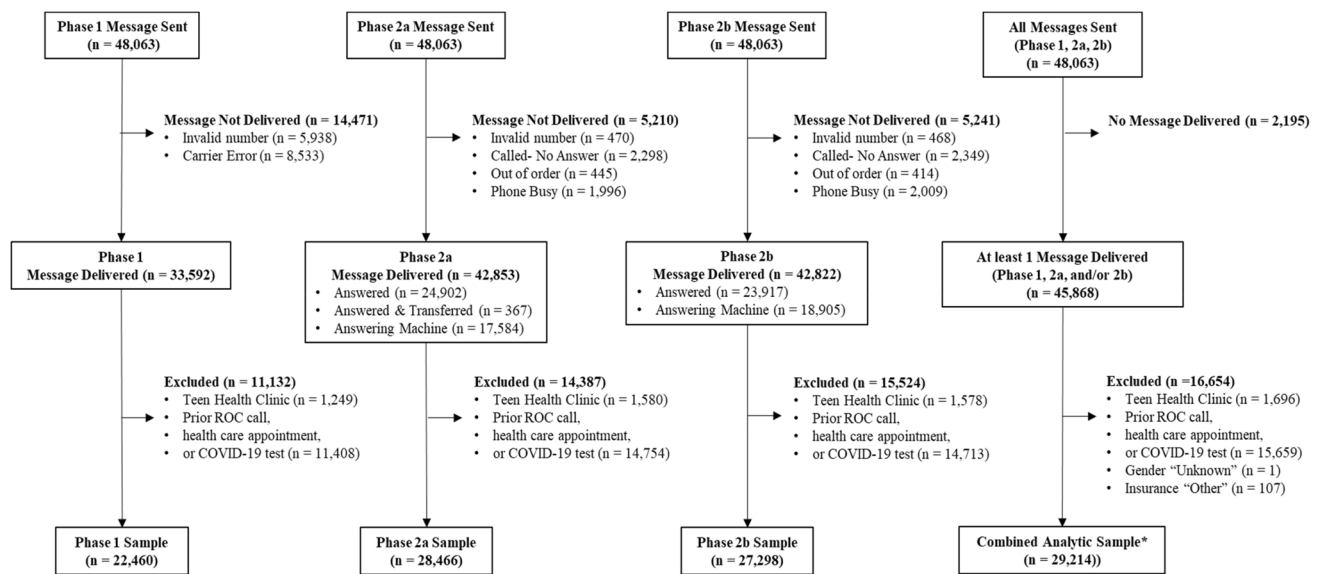 Phase 1 Message Sent
(n = 48,063)
Message Not Delivered (n = 14,471)
• Invalid number (n = 5,938)
• Carrier Error (n = 8,533)
Phase 1
Message Delivered (n = 33,592)
Excluded (n = 11,132)
• Teen Health Clinic (n = 1,249)
• Prior ROC call,
• health care appointment,
• or COVID-19 test (n = 11,408)
Phase 1 Sample
(n = 22,460)
Phase 2a Message Sent
(n = 48,063)
Message Not Delivered (n = 5,210)
• Invalid number (n = 470)
• Called- No Answer (n = 2,298)
• Out of order (n = 445)
• Phone Busy (n = 1,996)
Phase 2a
Message Delivered (n = 42,853)
• Answered (n = 24,902)
• Answered & Transferred (n = 367)
• Answering Machine (n = 17,584)
Excluded (n = 14,387)
• Teen Health Clinic (n = 1,580)
• Prior ROC call,
• health care appointment,
• or COVID-19 test (n = 14,754)
Phase 2a Sample
(n = 28,466)
Phase 2b Message Sent
(n = 48,063)
Message Not Delivered (n = 5,241)
• Invalid number (n = 468)
• Called- No Answer (n = 2,349)
• Out of order (n = 414)
• Phone Busy (n = 2,009)
Phase 2b
Message Delivered (n = 42,822)
• Answered (n = 23,917)
• Answering Machine (n = 18,905)
Excluded (n = 15,524)
• Teen Health Clinic (n = 1,578)
• Prior ROC call,
• health care appointment,
• or COVID-19 test (n = 14,713)
Phase 2b Sample
(n = 27,298)
All Messages Sent
(Phase 1, 2a, 2b)
(n = 48,063)
No Message Delivered (n = 2,195)
At least 1 Message Delivered
(Phase 1, 2a, and/or 2b)
(n = 45,868)
Excluded (n =16,654)
• Teen Health Clinic (n = 1,696)
• Prior ROC call,
• health care appointment,
• or COVID-19 test (n = 15,659)
• Gender “Unknown” (n = 1)
• Insurance “Other” (n = 107)
Combined Analytic Sample*
(n = 29,214))